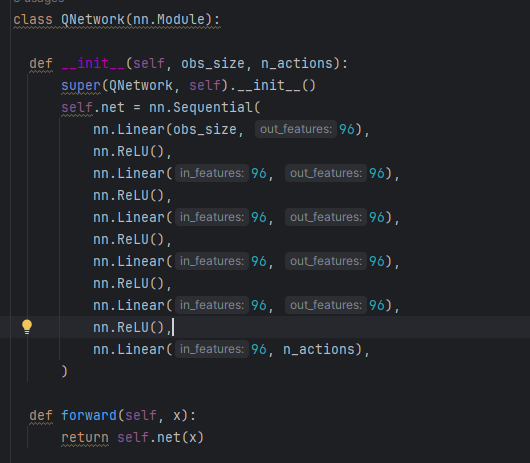 class QNetwork(nn.Module):
def __init__(self, obs_size, n_actions):
super(QNetwork, self).__init__()
self.net = nn.Sequential(
nn.Linear(obs_size, out_features: 96),
nn.ReLU(),
nn.Linear(in_features: 96, out_features: 96),
nn.ReLU(),
nn.Linear(in_features: 96, out_features: 96),
nn.ReLU(),
nn.Linear(in_features: 96, out_features: 96),
nn.ReLU(),
nn.Linear(in_features: 96, out_features: 96),
nn.ReLU(),
nn.Linear(in_features: 96, n_actions),
)
def forward(self, x):
return self.net(x)